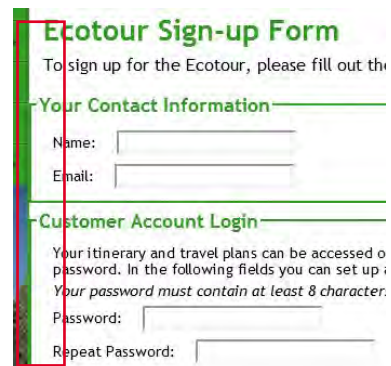 Ecotour Sign-up Form
To sign up for the Ecotour, please fill out the
Your Contact Information
Name:
Email:
Customer Account Login
Your itinerary and travel plans can be accessed o
password. In the following fields you can set up a
Your password must contain at least 8 character
Password:
Repeat Password: